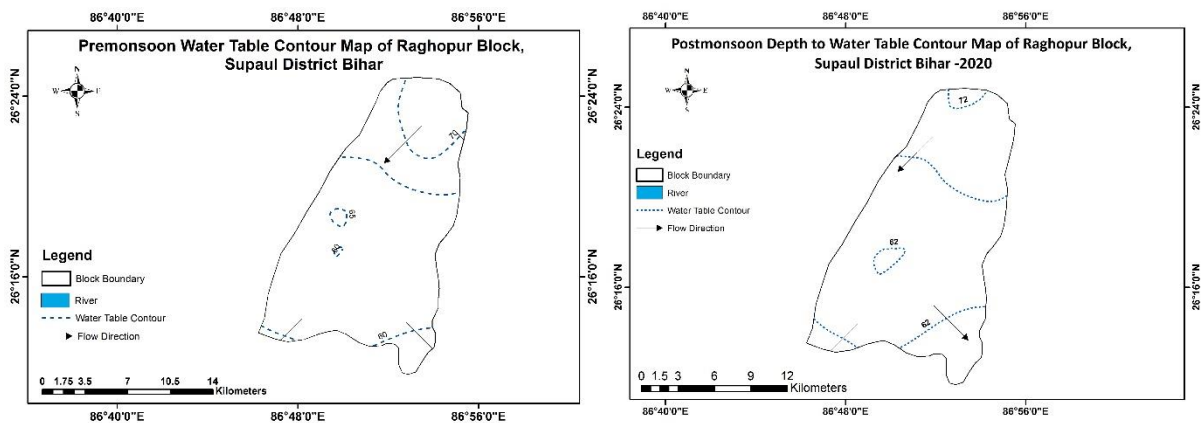 86°40'0"E 86°48'0"E 86°56'0"E
Premonsoon Water Table Contour Map of Raghopur Block,
Supaul District Bihar
N
W E
S
26°24'0"N
26°24'0"N
70
65
60
60
26°16'0"N
26°16'0"N
Legend
Block Boundary
River
Water Table Contour
Flow Direction
0 1.75 3.5 7 10.5 14
Kilometers
86°40'0"E 86°48'0"E 86°56'0"E
86°40'0"E 86°48'0"E 86°56'0"E
Postmonsoon Depth to Water Table Contour Map of Raghopur Block,
Supaul District Bihar -2020
N
W E
S
26°24'0"N
26°24'0"N
72
62
62
26°16'0"N
26°16'0"N
Legend
Block Boundary
River
Water Table Contour
Flow Direction
0 1.5 3 6 9 12
Kilometers
86°40'0"E 86°48'0"E 86°56'0"E